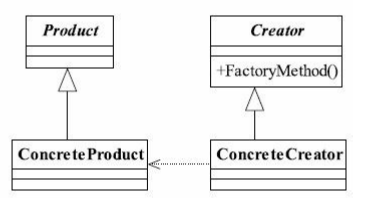 Product
Creator
+FactoryMethod()
ConcreteProduct
ConcreteCreator